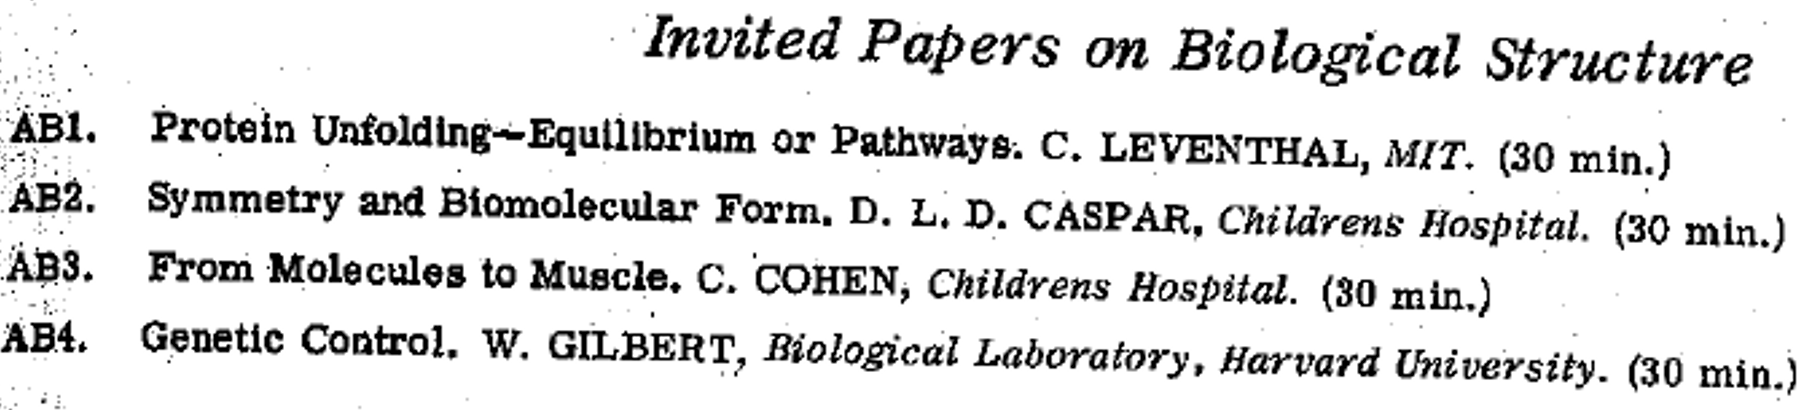 Invited Papers on Biological Structure
AB1. Protein Unfolding—Equilibrium or Pathways. C. LEVENTHAL, MIT. (30 min.)
AB2. Symmetry and Biomolecular Form. D. L. D. CASPAR, Childrens Hospital. (30 min.)
AB3. From Molecules to Muscle. C. COHEN, Childrens Hospital. (30 min.)
AB4. Genetic Control. W. GILBERT, Biological Laboratory, Harvard University. (30 min.)